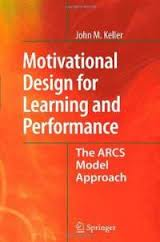 John M. Keller
Motivational Design for
Learning and
Performance
The ARCS
Model
Approach
Springer